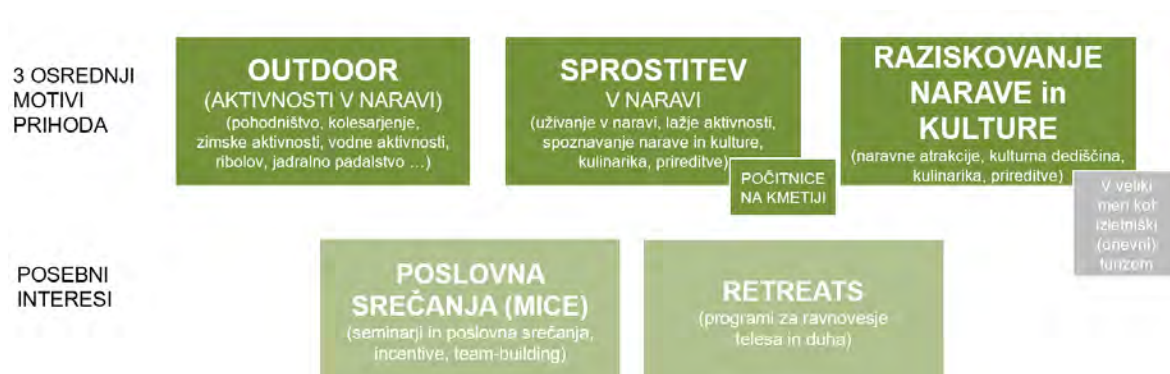 3 OSREDNJI
MOTIVI
PRIHODA
OUTDOOR
(AKTIVNOSTI V NARAVI)
(pohodništvo, kolesarjenje,
zimske aktivnosti, vodne aktivnosti,
ribolov, jadralno padalstvo ...)
SPROSTITEV
V NARAVI
(uživanje v naravi, lažje aktivnosti,
spoznavanje narave in kulture,
kulinarika, prireditve)
POČITNICE
NA KMETIJI
RAZISKOVANJE
NARAVE in
KULTURE
(naravne atrakcije, kulturna dediščina,
kulinarika, prireditve)
V veliki
meri kot
izletniški
(dnevni)
turizem
POSEBNI
INTERESI
POSLOVNA
SREČANJA (MICE)
(seminarji in poslovna srečanja,
incentive, team-building)
RETREATS
(programi za ravnovesje
telesa in duha)